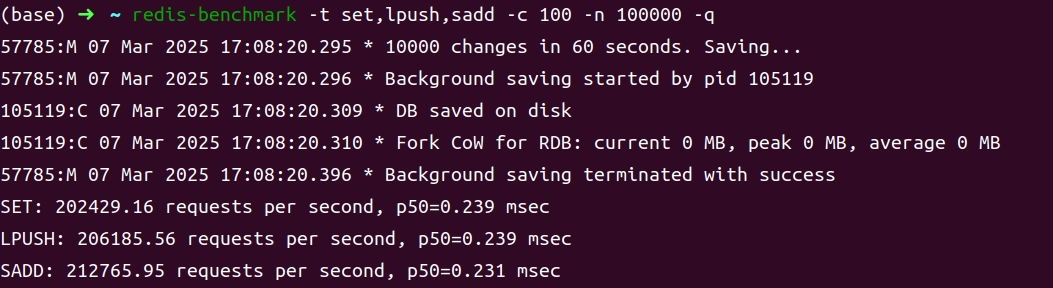 (base) ➜ ~ redis-benchmark -t set,lpush,sadd -c 100 -n 100000 -q
57785:M 07 Mar 2025 17:08:20.295 * 10000 changes in 60 seconds. Saving...
57785:M 07 Mar 2025 17:08:20.296 * Background saving started by pid 105119
105119:C 07 Mar 2025 17:08:20.309 * DB saved on disk
105119:C 07 Mar 2025 17:08:20.310 * Fork CoW for RDB: current 0 MB, peak 0 MB, average 0 MB
57785:M 07 Mar 2025 17:08:20.396 * Background saving terminated with success
SET: 202429.16 requests per second, p50=0.239 msec
LPUSH: 206185.56 requests per second, p50=0.239 msec
SADD: 212765.95 requests per second, p50=0.231 msec